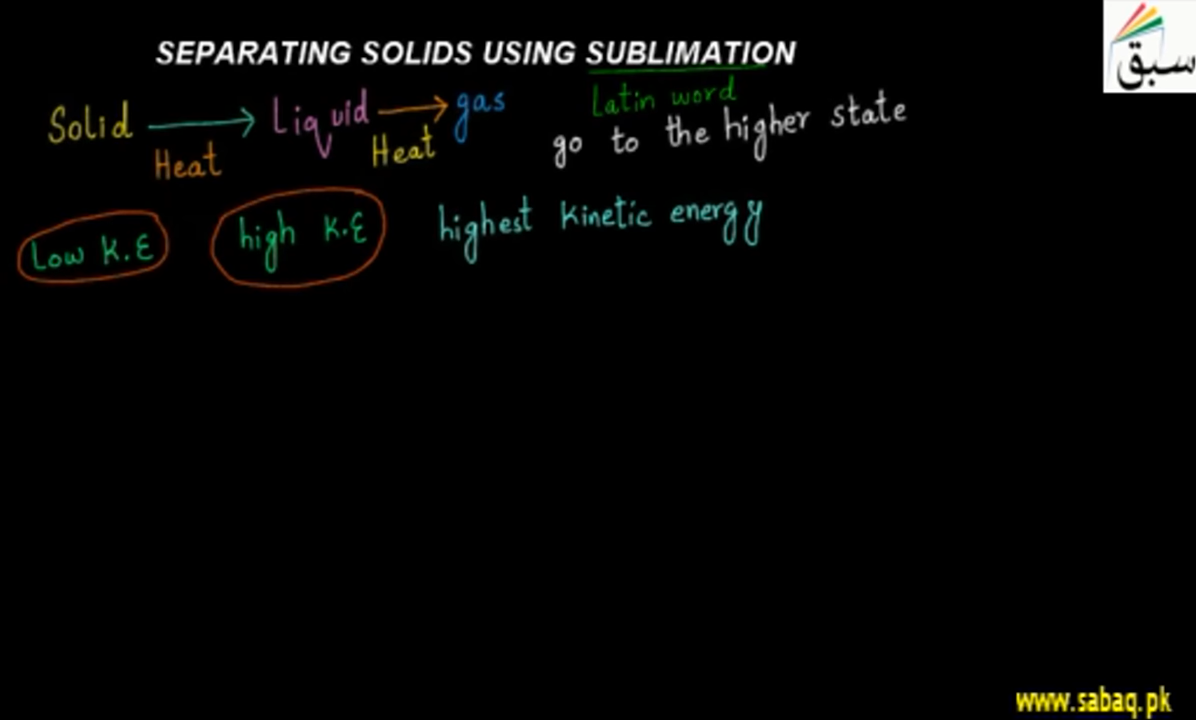 سبق
SEPARATING SOLIDS USING SUBLIMATION
Solid → Liquid → gas
Heat Heat
Latin word
go to the higher state
Low K.E high K.E highest kinetic energy
www.sabaq.pk